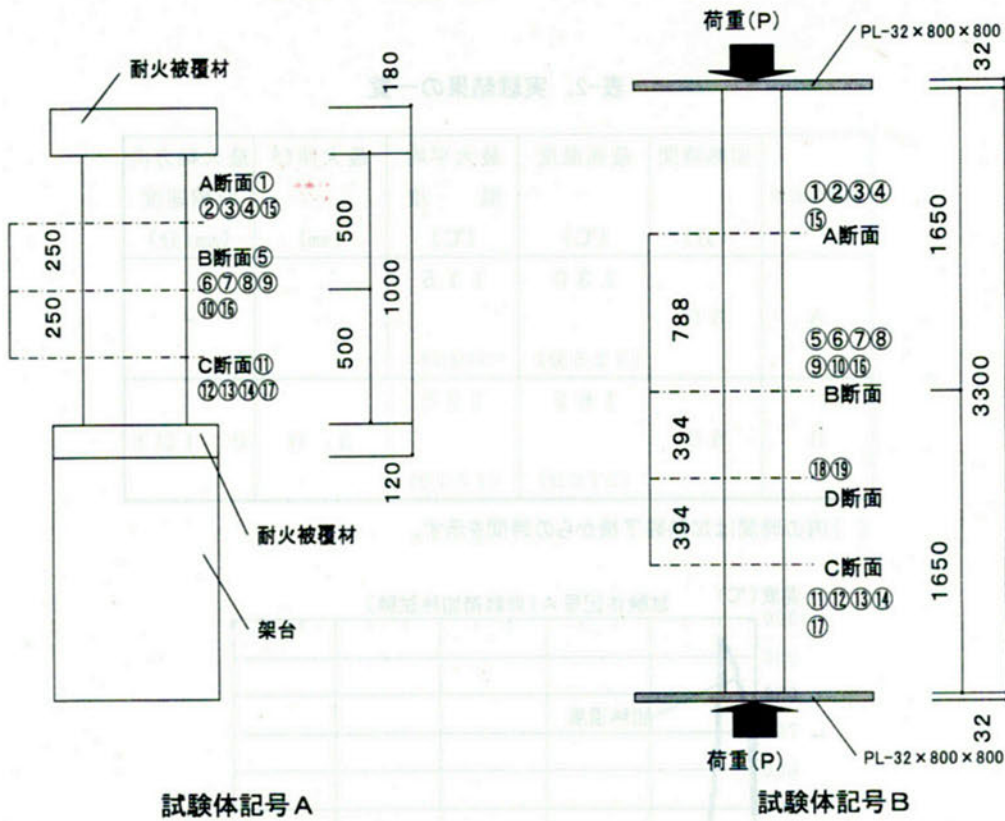 耐火被覆材
180
A断面①
②③④⑮
B断面⑤
⑥⑦⑧⑨
⑩⑯
C断面⑪
⑫⑬⑭⑰
250
250
500
500
1000
120
耐火被覆材
架台
試験体記号A
荷重(P)
PL-32×800×800
32
①②③④
⑮
A断面
1650
788
⑤⑥⑦⑧
⑨⑩⑯
B断面
3300
394
⑱⑲
D断面
394
C断面
1650
⑪⑫⑬⑭
⑰
荷重(P)
PL-32×800×800
32
試験体記号B